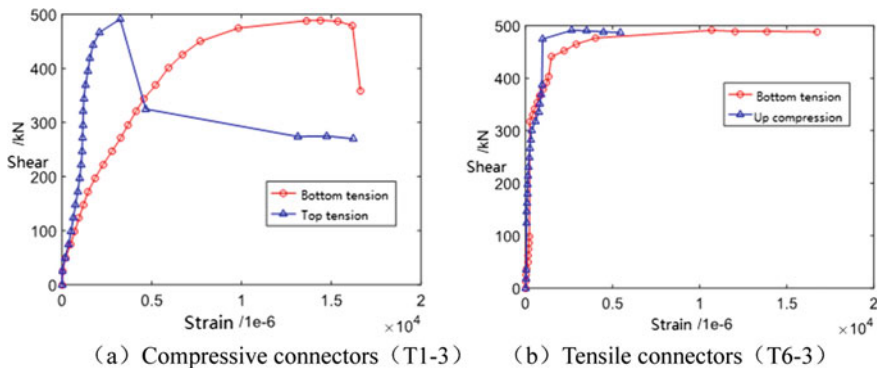 500
400
/kN
300
Shear
200
100
0
Bottom tension
Top tension
0 0.5 1 1.5 2
Strain /1e-6 ×10⁴
500
400
/kN
300
Shear
200
100
0
Bottom tension
Up compression
0 0.5 1 1.5 2
Strain /1e-6 ×10⁴
（a）Compressive connectors（T1-3） （b）Tensile connectors（T6-3）